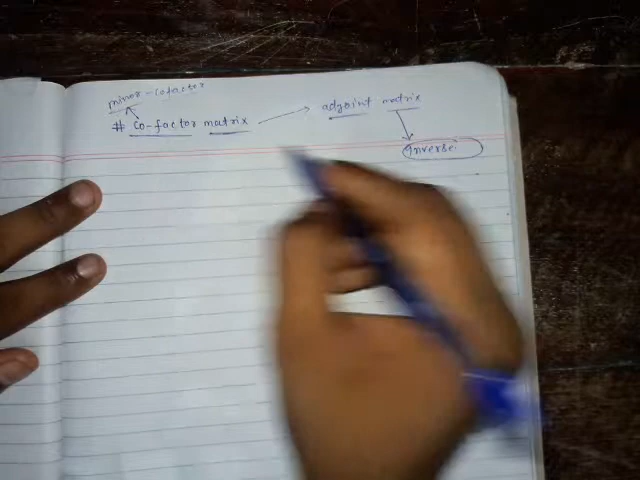 minor-cofactor
# Co-factor matrix → adjoint matrix
inverse